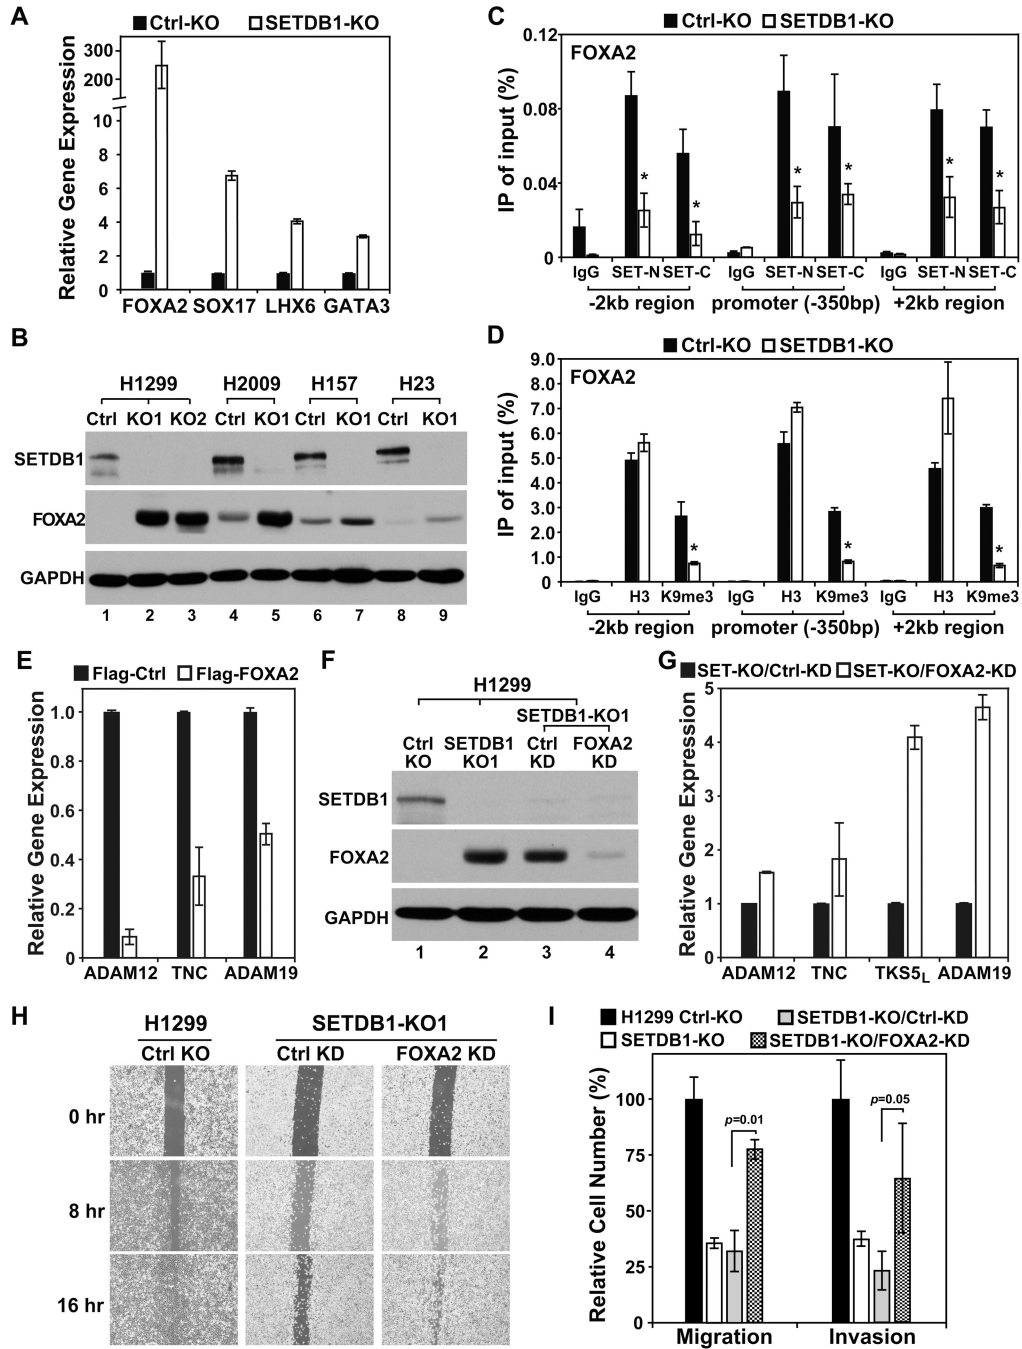 A
Ctrl-KO SETDB1-KO
Relative Gene Expression
300
200
10
8
6
4
2
0
FOXA2 SOX17 LHX6 GATA3
B
H1299 H2009 H157 H23
Ctrl KO1 KO2 Ctrl KO1 Ctrl KO1 Ctrl KO1
SETDB1
FOXA2
GAPDH
1 2 3 4 5 6 7 8 9
C
Ctrl-KO SETDB1-KO
FOXA2
IP of input (%)
0.12
0.08
0.04
0
* * * * * *
IgG SET-N SET-C IgG SET-N SET-C IgG SET-N SET-C
-2kb region promoter (-350bp) +2kb region
D
Ctrl-KO SETDB1-KO
FOXA2
IP of input (%)
9.0
8.0
7.0
6.0
5.0
4.0
3.0
2.0
1.0
0
* * *
IgG H3 K9me3 IgG H3 K9me3 IgG H3 K9me3
-2kb region promoter (-350bp) +2kb region
E
Flag-Ctrl Flag-FOXA2
Relative Gene Expression
1.0
0.8
0.6
0.4
0.2
0
ADAM12 TNC ADAM19
F
H1299
SETDB1-KO1
Ctrl SETDB1 Ctrl FOXA2
KO KO1 KD KD
SETDB1
FOXA2
GAPDH
1 2 3 4
G
SET-KO/Ctrl-KD SET-KO/FOXA2-KD
Relative Gene Expression
5
4
3
2
1
0
ADAM12 TNC TKS5L ADAM19
H
H1299 SETDB1-KO1
Ctrl KO Ctrl KD FOXA2 KD
0 hr
8 hr
16 hr
I
H1299 Ctrl-KO SETDB1-KO/Ctrl-KD
SETDB1-KO SETDB1-KO/FOXA2-KD
Relative Cell Number (%)
100
75
50
25
0
p=0.01
p=0.05
Migration Invasion